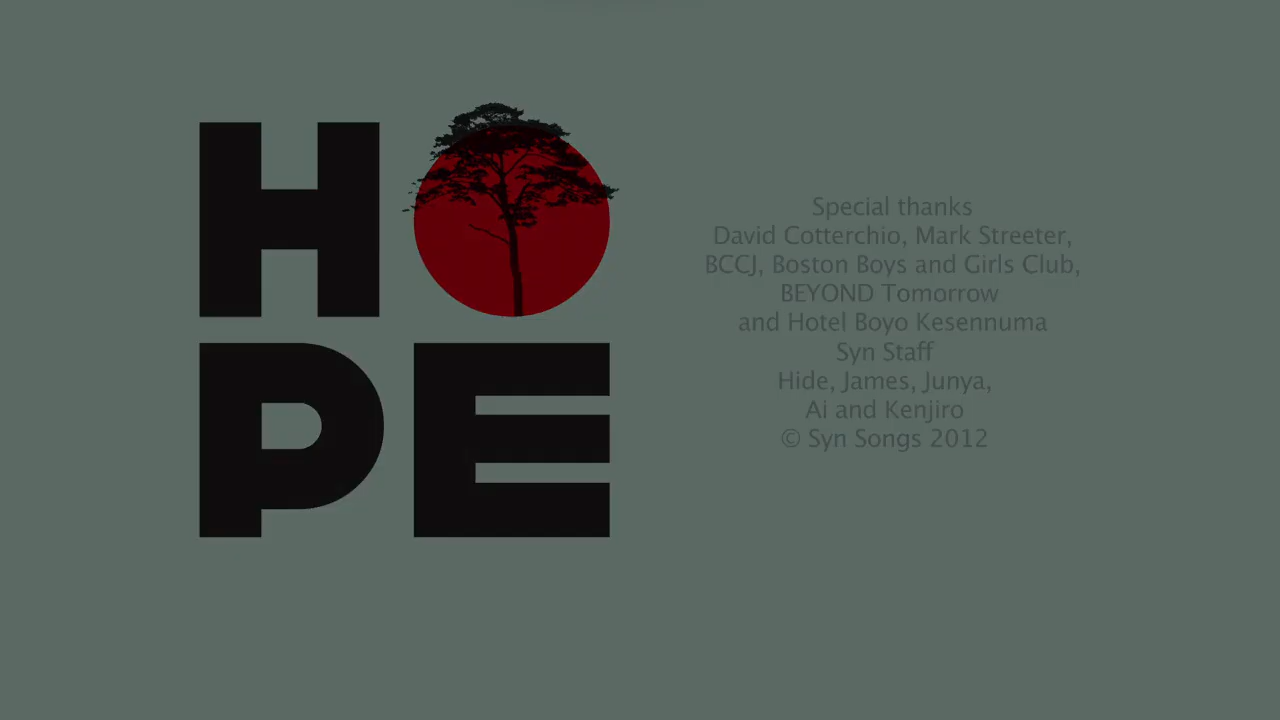 HOPE
Special thanks
David Cotterchio, Mark Streeter,
BCCJ, Boston Boys and Girls Club,
BEYOND Tomorrow
and Hotel Boyo Kesennuma
Syn Staff
Hide, James, Junya,
Ai and Kenjiro
© Syn Songs 2012